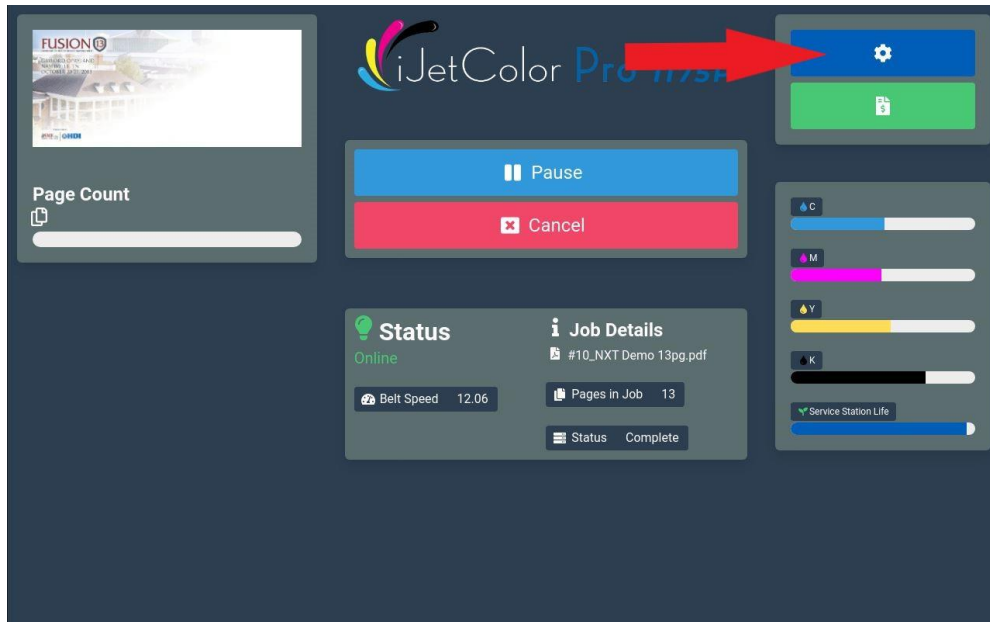 FUSION 13
Page Count
iJetColor Pro
Pause
Cancel
Status
Online
Belt Speed 12.06
i Job Details
#10_NXT Demo 13pg.pdf
Pages in Job 13
Status Complete
$
C
M
Y
K
Service Station Life